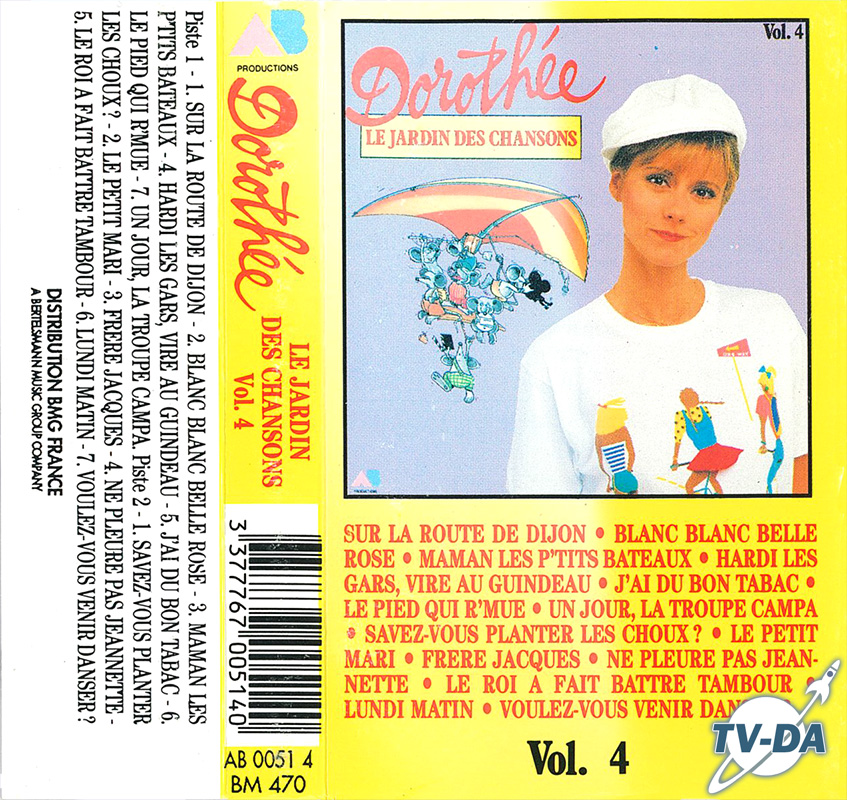 Piste 1 - 1. SUR LA ROUTE DE DIJON - 2. BLANC BLANC BELLE ROSE - 3. MAMAN LES
P'TITS BATEAUX - 4. HARDI LES GARS, VIRE AU GUINDEAU - 5. J'AI DU BON TABAC - 6.
LE PIED QUI R'MUE - 7. UN JOUR, LA TROUPE CAMPA. Piste 2 - 1. SAVEZ-VOUS PLANTER
LES CHOUX ? - 2. LE PETIT MARI - 3. FRERE JACQUES - 4. NE PLEURE PAS JEANNETTE -
5. LE ROI A FAIT BATTRE TAMBOUR - 6. LUNDI MATIN - 7. VOULEZ-VOUS VENIR DANSER ?
DISTRIBUTION BMG FRANCE
A BERTELSMANN MUSIC GROUP COMPANY
AB
PRODUCTIONS
Dorothée
LE JARDIN
DES CHANSONS
Vol. 4
3 377767 005140
AB 0051 4
BM 470
Vol. 4
Dorothée
LE JARDIN DES CHANSONS
AB
PRODUCTIONS
SUR LA ROUTE DE DIJON • BLANC BLANC BELLE
ROSE • MAMAN LES P'TITS BATEAUX • HARDI LES
GARS, VIRE AU GUINDEAU • J'AI DU BON TABAC •
LE PIED QUI R'MUE • UN JOUR, LA TROUPE CAMPA
• SAVEZ-VOUS PLANTER LES CHOUX ? • LE PETIT
MARI • FRERE JACQUES • NE PLEURE PAS JEAN-
NETTE • LE ROI A FAIT BATTRE TAMBOUR •
LUNDI MATIN • VOULEZ-VOUS VENIR DAN
Vol. 4
TV-DA